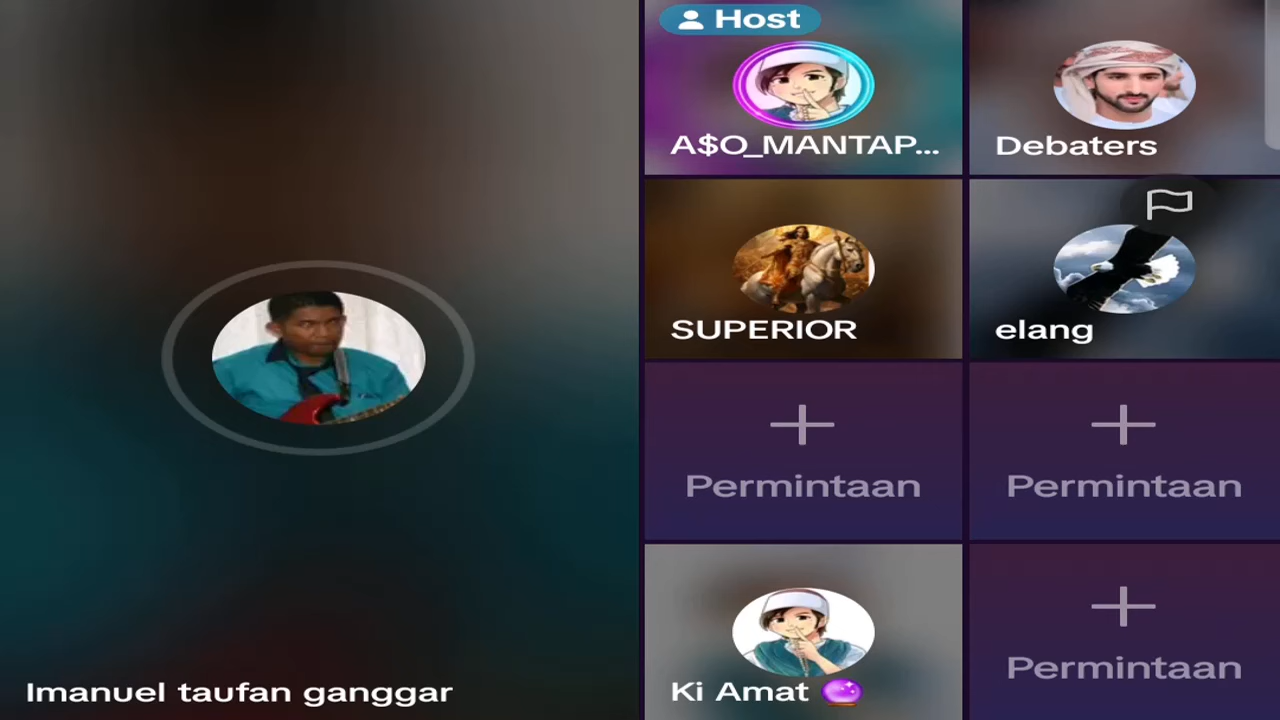 Host
A$O_MANTAP...
Debaters
SUPERIOR
elang
Permintaan
Permintaan
Imanuel taufan ganggar
Ki Amat
Permintaan